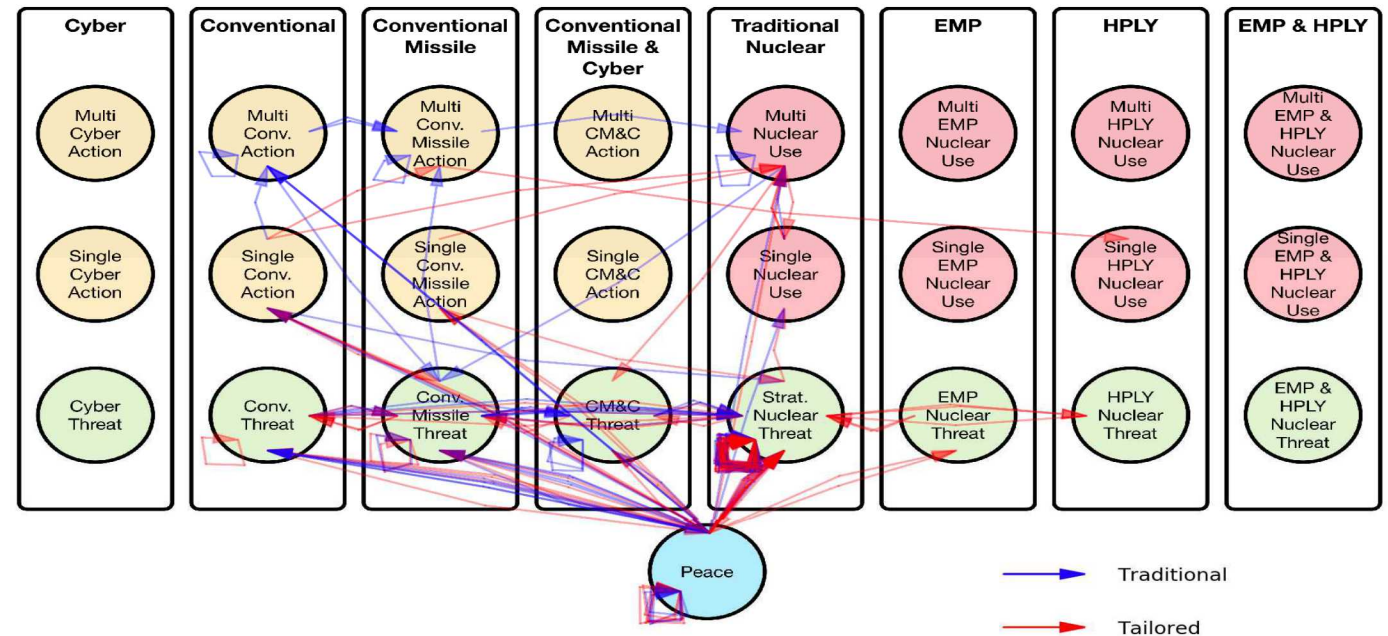 Cyber
Conventional
Conventional
Missile
Conventional
Missile &
Cyber
Traditional
Nuclear
EMP
HPLY
EMP & HPLY
Multi
Cyber
Action
Multi
Conv.
Action
Multi
Conv.
Missile
Action
Multi
CM&C
Action
Multi
Nuclear
Use
Multi
EMP
Nuclear
Use
Multi
HPLY
Nuclear
Use
Multi
EMP &
HPLY
Nuclear
Use
Single
Cyber
Action
Single
Conv.
Action
Single
Conv.
Missile
Action
Single
CM&C
Action
Single
Nuclear
Use
Single
EMP
Nuclear
Use
Single
HPLY
Nuclear
Use
Single
EMP &
HPLY
Nuclear
Use
Cyber
Threat
Conv.
Threat
Conv.
Missile
Threat
CM&C
Threat
Strat.
Nuclear
Threat
EMP
Nuclear
Threat
HPLY
Nuclear
Threat
EMP &
HPLY
Nuclear
Threat
Peace
Traditional
Tailored